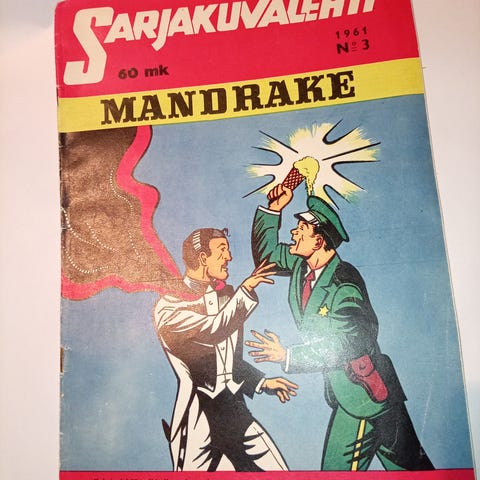 SARJAKUVALEHTI
1961
No 3
60 mk
MANDRAKE